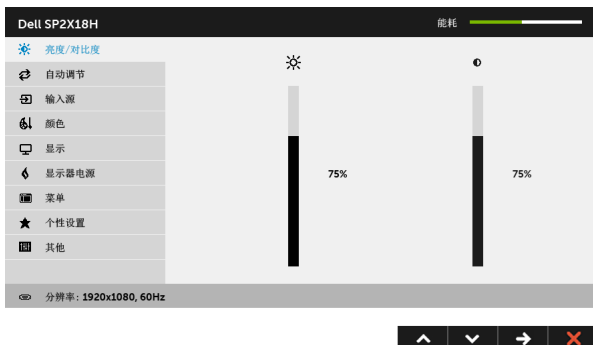 Dell SP2X18H
能耗
亮度/对比度
自动调节
输入源
颜色
显示
显示器电源
菜单
个性设置
其他
75%
75%
分辨率: 1920x1080, 60Hz